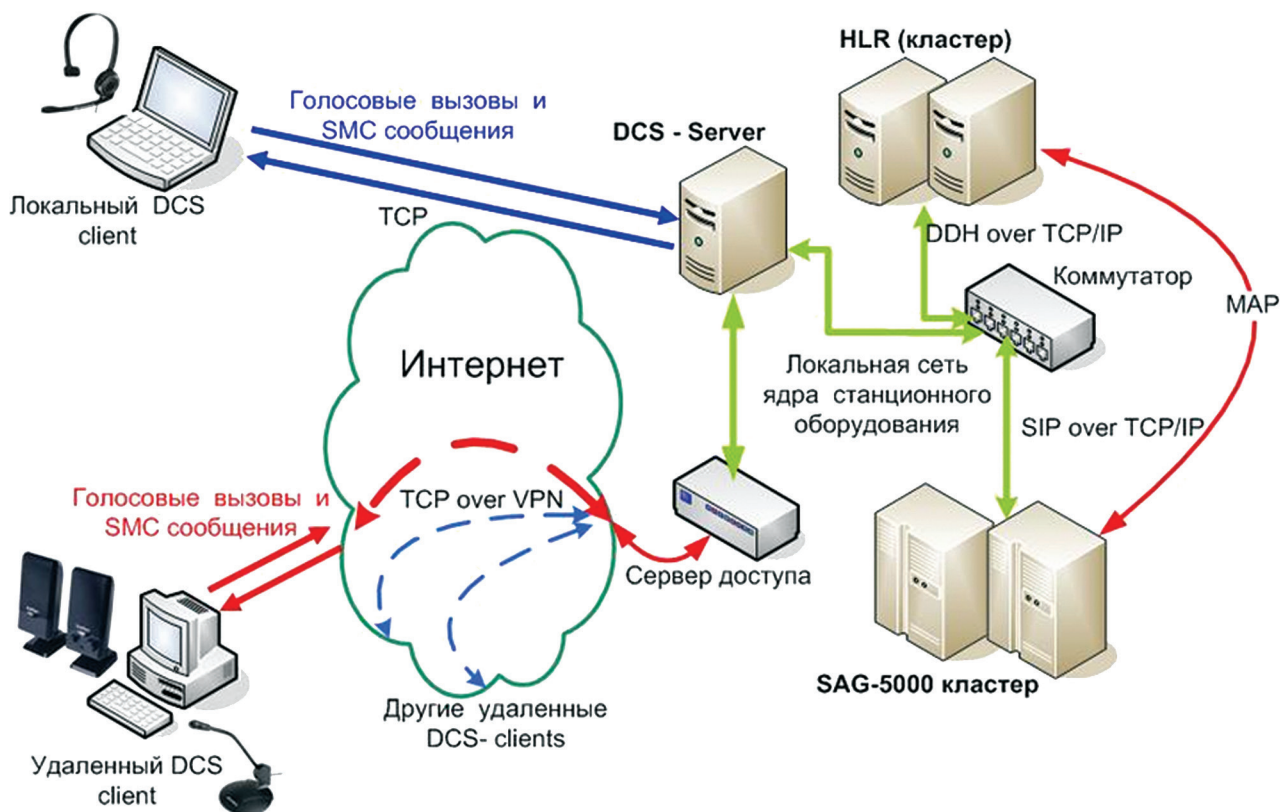 HLR (кластер)
Голосовые вызовы и
SMC сообщения
DCS - Server
Локальный DCS
client
TCP
DDH over TCP/IP
Коммутатор
MAP
Интернет
Локальная сеть
ядра станционного
оборудования
SIP over TCP/IP
Голосовые вызовы и
SMC сообщения
TCP over VPN
Сервер доступа
SAG-5000 кластер
Другие удаленные
DCS- clients
Удаленный DCS
client